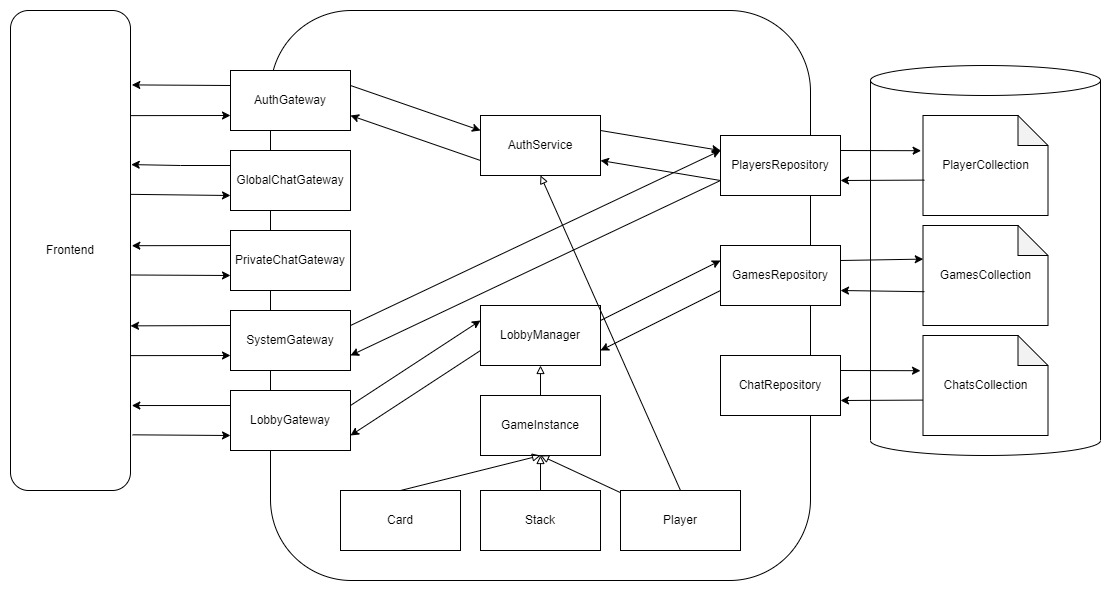 Frontend
AuthGateway
GlobalChatGateway
PrivateChatGateway
SystemGateway
LobbyGateway
AuthService
LobbyManager
GameInstance
Card
Stack
Player
PlayersRepository
GamesRepository
ChatRepository
PlayerCollection
GamesCollection
ChatsCollection